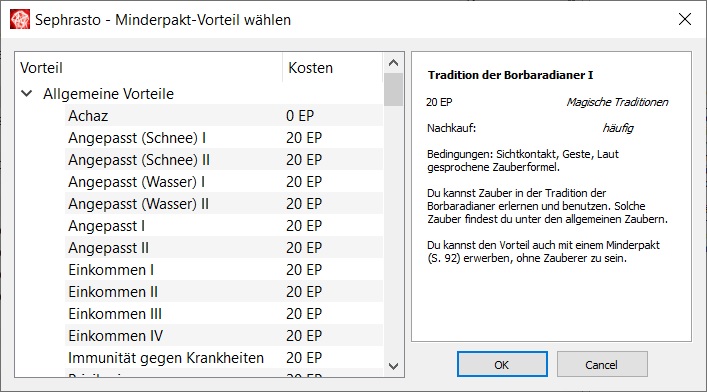 Sephrasto - Minderpakt-Vorteil wählen
Vorteil Kosten
Allgemeine Vorteile
Achaz 0 EP
Angepasst (Schnee) I 20 EP
Angepasst (Schnee) II 20 EP
Angepasst (Wasser) I 20 EP
Angepasst (Wasser) II 20 EP
Angepasst I 20 EP
Angepasst II 20 EP
Einkommen I 20 EP
Einkommen II 20 EP
Einkommen III 20 EP
Einkommen IV 20 EP
Immunität gegen Krankheiten 20 EP
Tradition der Borbaradianer I
20 EP Magische Traditionen
Nachkauf: häufig
Bedingungen: Sichtkontakt, Geste, Laut
gesprochene Zauberformel.
Du kannst Zauber in der Tradition der
Borbaradianer erlernen und benutzen. Solche
Zauber findest du unter den allgemeinen Zaubern.
Du kannst den Vorteil auch mit einem Minderpakt
(S. 92) erwerben, ohne Zauberer zu sein.
OK Cancel